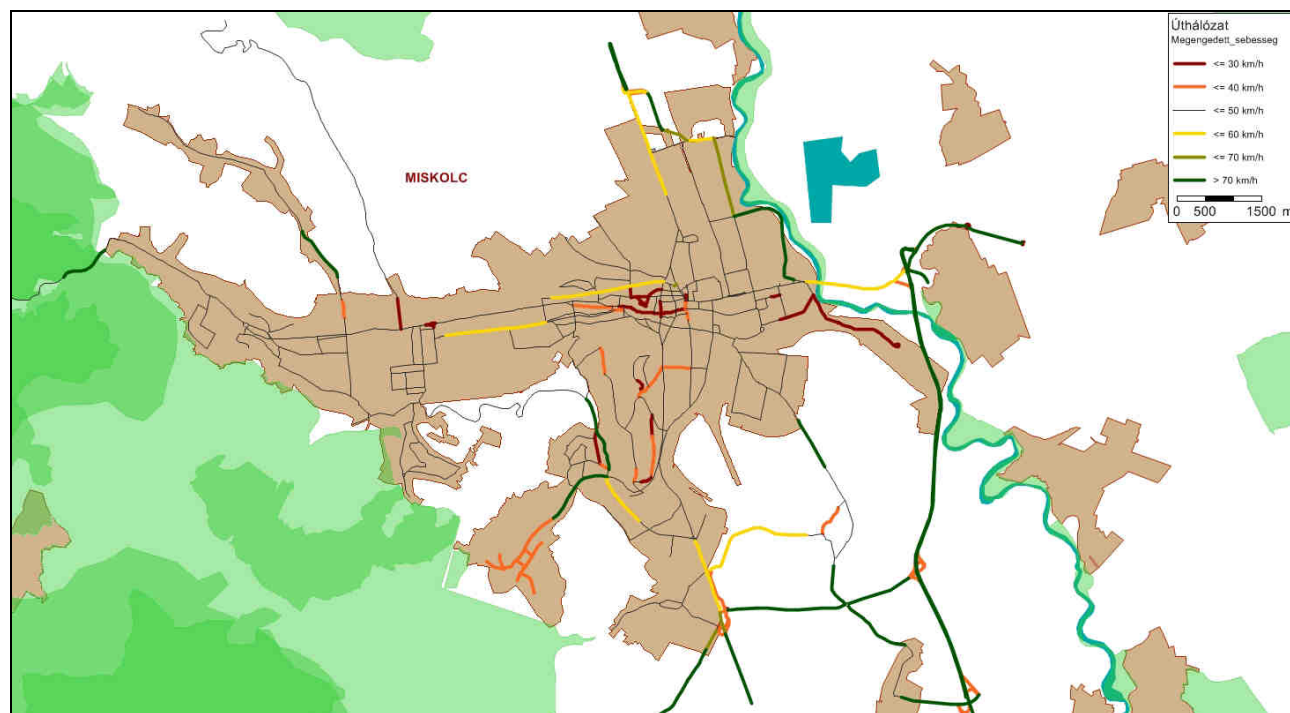 Úthálózat
Megengedett_sebesseg
<= 30 km/h
<= 40 km/h
<= 50 km/h
<= 60 km/h
<= 70 km/h
> 70 km/h
0 500 1500 m
MISKOLC